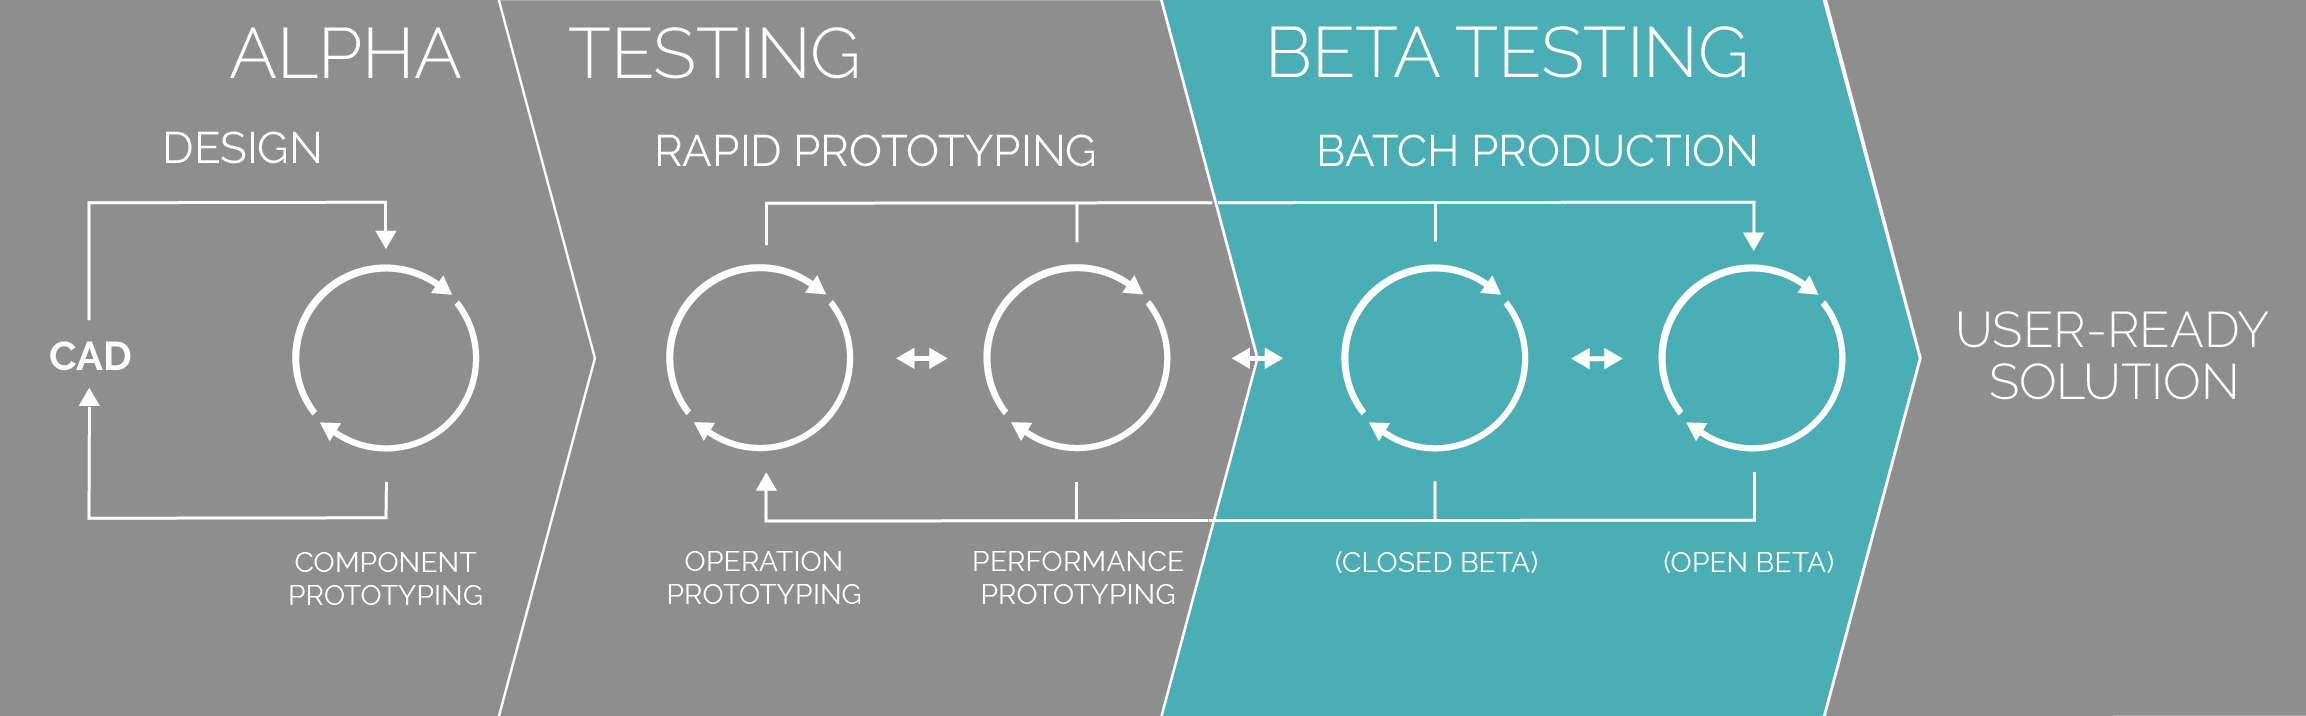 ALPHA TESTING
BETA TESTING
DESIGN
RAPID PROTOTYPING
BATCH PRODUCTION
CAD
USER-READY
SOLUTION
COMPONENT
PROTOTYPING
OPERATION
PROTOTYPING
PERFORMANCE
PROTOTYPING
(CLOSED BETA)
(OPEN BETA)